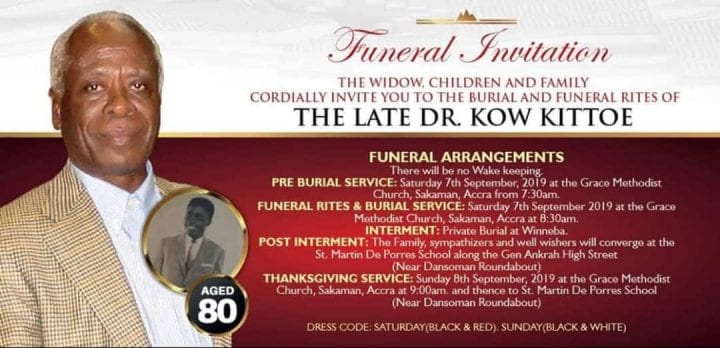 Funeral Invitation
THE WIDOW, CHILDREN AND FAMILY
CORDIALLY INVITE YOU TO THE BURIAL AND FUNERAL RITES OF
THE LATE DR. KOW KITTOE
FUNERAL ARRANGEMENTS
There will be no Wake keeping.
PRE BURIAL SERVICE: Saturday 7th September, 2019 at the Grace Methodist
Church, Sakaman, Accra from 7:30am.
FUNERAL RITES & BURIAL SERVICE: Saturday 7th September 2019 at the Grace
Methodist Church, Sakaman, Accra at 8:30am.
INTERMENT: Private Burial at Winneba.
POST INTERMENT: The Family, sympathizers and well wishers will converge at the
St. Martin De Porres School along the Gen Ankrah High Street
(Near Dansoman Roundabout)
THANKSGIVING SERVICE: Sunday 8th September, 2019 at the Grace Methodist
Church, Sakaman, Accra at 9:00am. and thence to St. Martin De Porres School
(Near Dansoman Roundabout)
AGED
80
DRESS CODE: SATURDAY(BLACK & RED). SUNDAY(BLACK & WHITE)